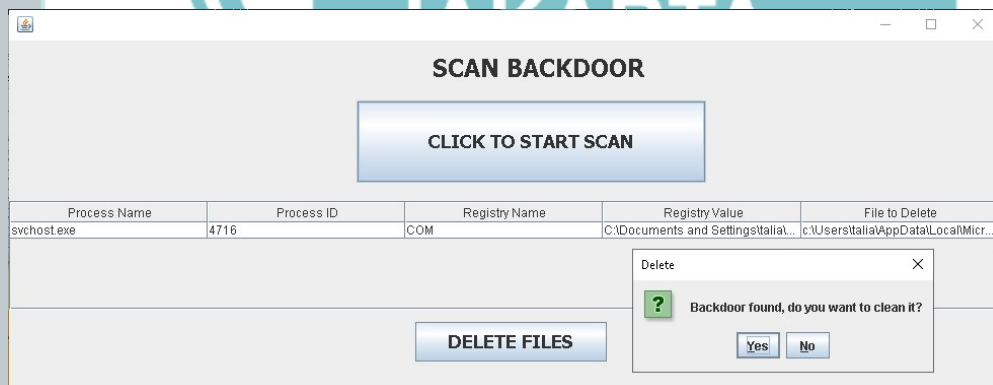 JAKARTA
SCAN BACKDOOR
CLICK TO START SCAN
Process Name Process ID Registry Name Registry Value File to Delete
svchost.exe 4716 COM C:\Documents and Settings\talia\... c:\Users\talia\AppData\Local\Micr...
Delete
Backdoor found, do you want to clean it?
Yes No
DELETE FILES